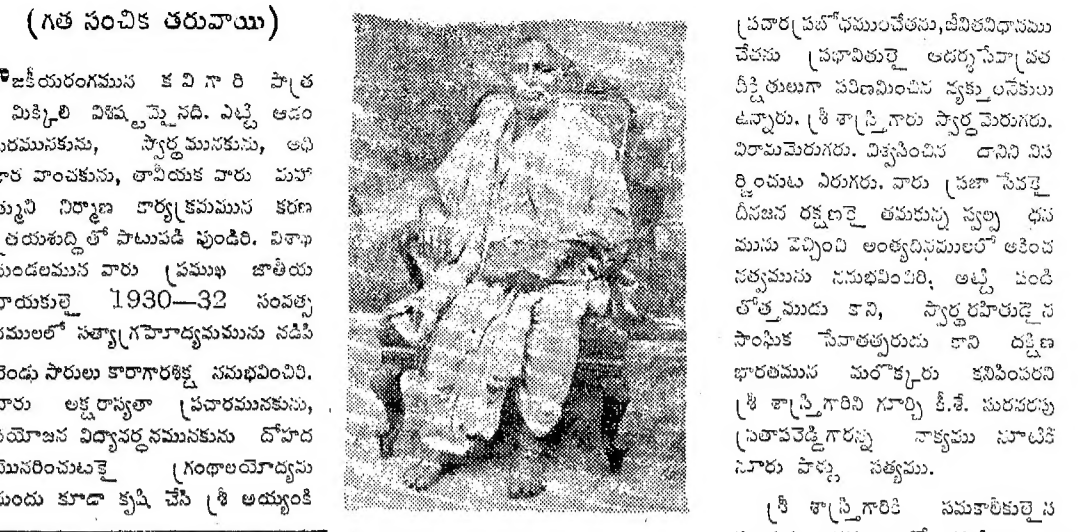 (గత సంచిక తరువాయి)
రాజకీయరంగమున కవిగారి పాత్ర
మిక్కిలి విశిష్టమైనది. ఎట్టి ఆడం
బరమునకును, స్వార్థమునకును, అధి
కార వాంచకును, తావీయక వారు మహా
త్ముని నిర్మాణ కార్యక్రమమున కరణ
త్రయశుద్ధితో పాటుపడి వుండిరి. విశాఖ
మండలమున వారు ప్రముఖ జాతీయ
నాయకులై 1930—32 సంవత్స
రములలో సత్యాగ్రహోద్యమమును నడిపి
రెండు సారులు కారాగారశిక్ష ననుభవించిరి.
వారు అక్షరాస్యతా ప్రచారమునకును,
వయోజన విద్యావర్ధనమునకును దోహద
మొనరించుటకై గ్రంథాలయోద్యమ
మందు కూడా కృషి చేసి శ్రీ అయ్యంకి
ప్రచార ప్రబోధముంచేతను, జీవితవిధానము
చేతను ప్రభావితులై ఆదర్శసేవావ్రత
దీక్షితులుగా పరిణమించిన వ్యక్తులనేకులు
ఉన్నారు. శ్రీ శాస్త్రిగారు స్వార్థమెరుగరు.
విరామమెరుగరు. విశ్వసించిన దానిని విస
ర్జించుట ఎరుగరు. వారు ప్రజా సేవకై
దీనజన రక్షణకై తమకున్న స్వల్ప ధన
మును వెచ్చించి అంత్యదినములలో ఆకించ
నత్వమును ననుభవించిరి. అట్టి పండి
తోత్తముడు కాని, స్వార్థరహితుడైన
సాంఘిక సేవాతత్పరుడు కాని దక్షిణ
భారతమున మరొక్కరు కనిపింపరని
శ్రీ శాస్త్రిగారిని గూర్చి కీ.శే. సురవరపు
ప్రతాపరెడ్డిగారన్న వాక్యము నూటికి
నూరు పాళ్ళు సత్యము.
శ్రీ శాస్త్రిగారికి సమకాలికులైన